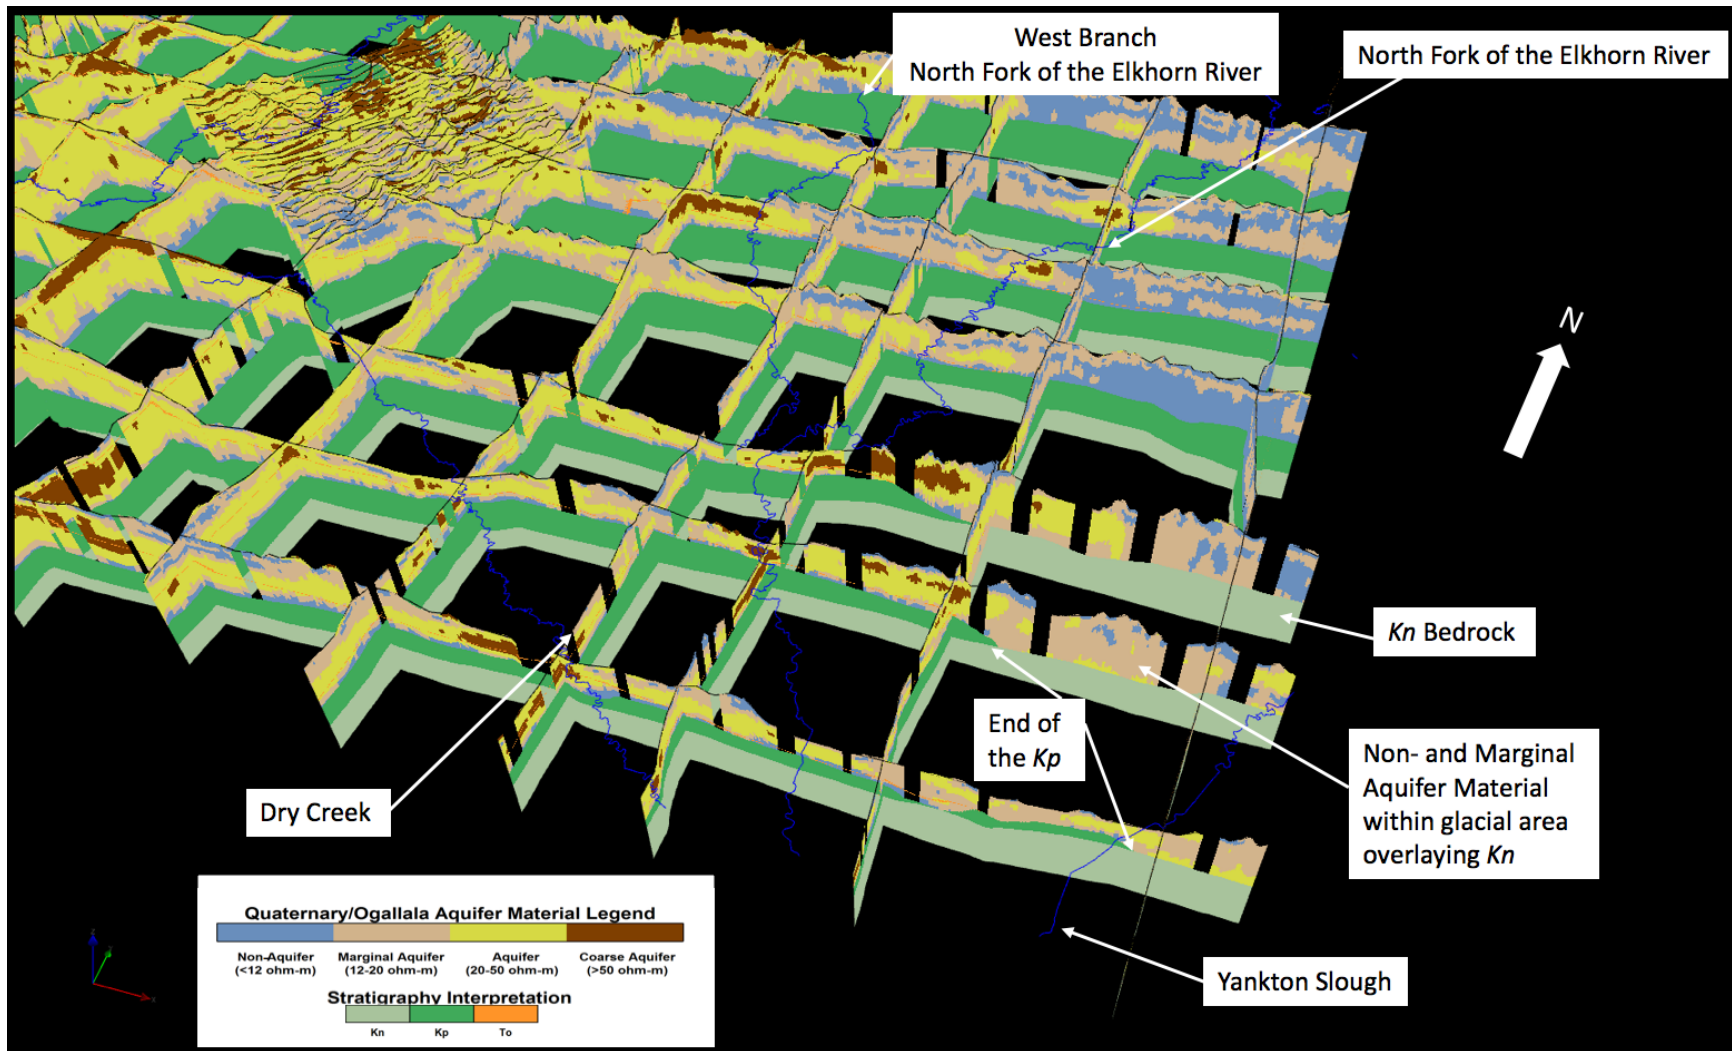 West Branch
North Fork of the Elkhorn River
North Fork of the Elkhorn River
N
Kn Bedrock
End of
the Kp
Non- and Marginal
Aquifer Material
within glacial area
overlaying Kn
Dry Creek
Yankton Slough
Quaternary/Ogallala Aquifer Material Legend
Non-Aquifer Marginal Aquifer Aquifer Coarse Aquifer
(<12 ohm-m) (12-20 ohm-m) (20-50 ohm-m) (>50 ohm-m)
Stratigraphy Interpretation
Kn Kp To